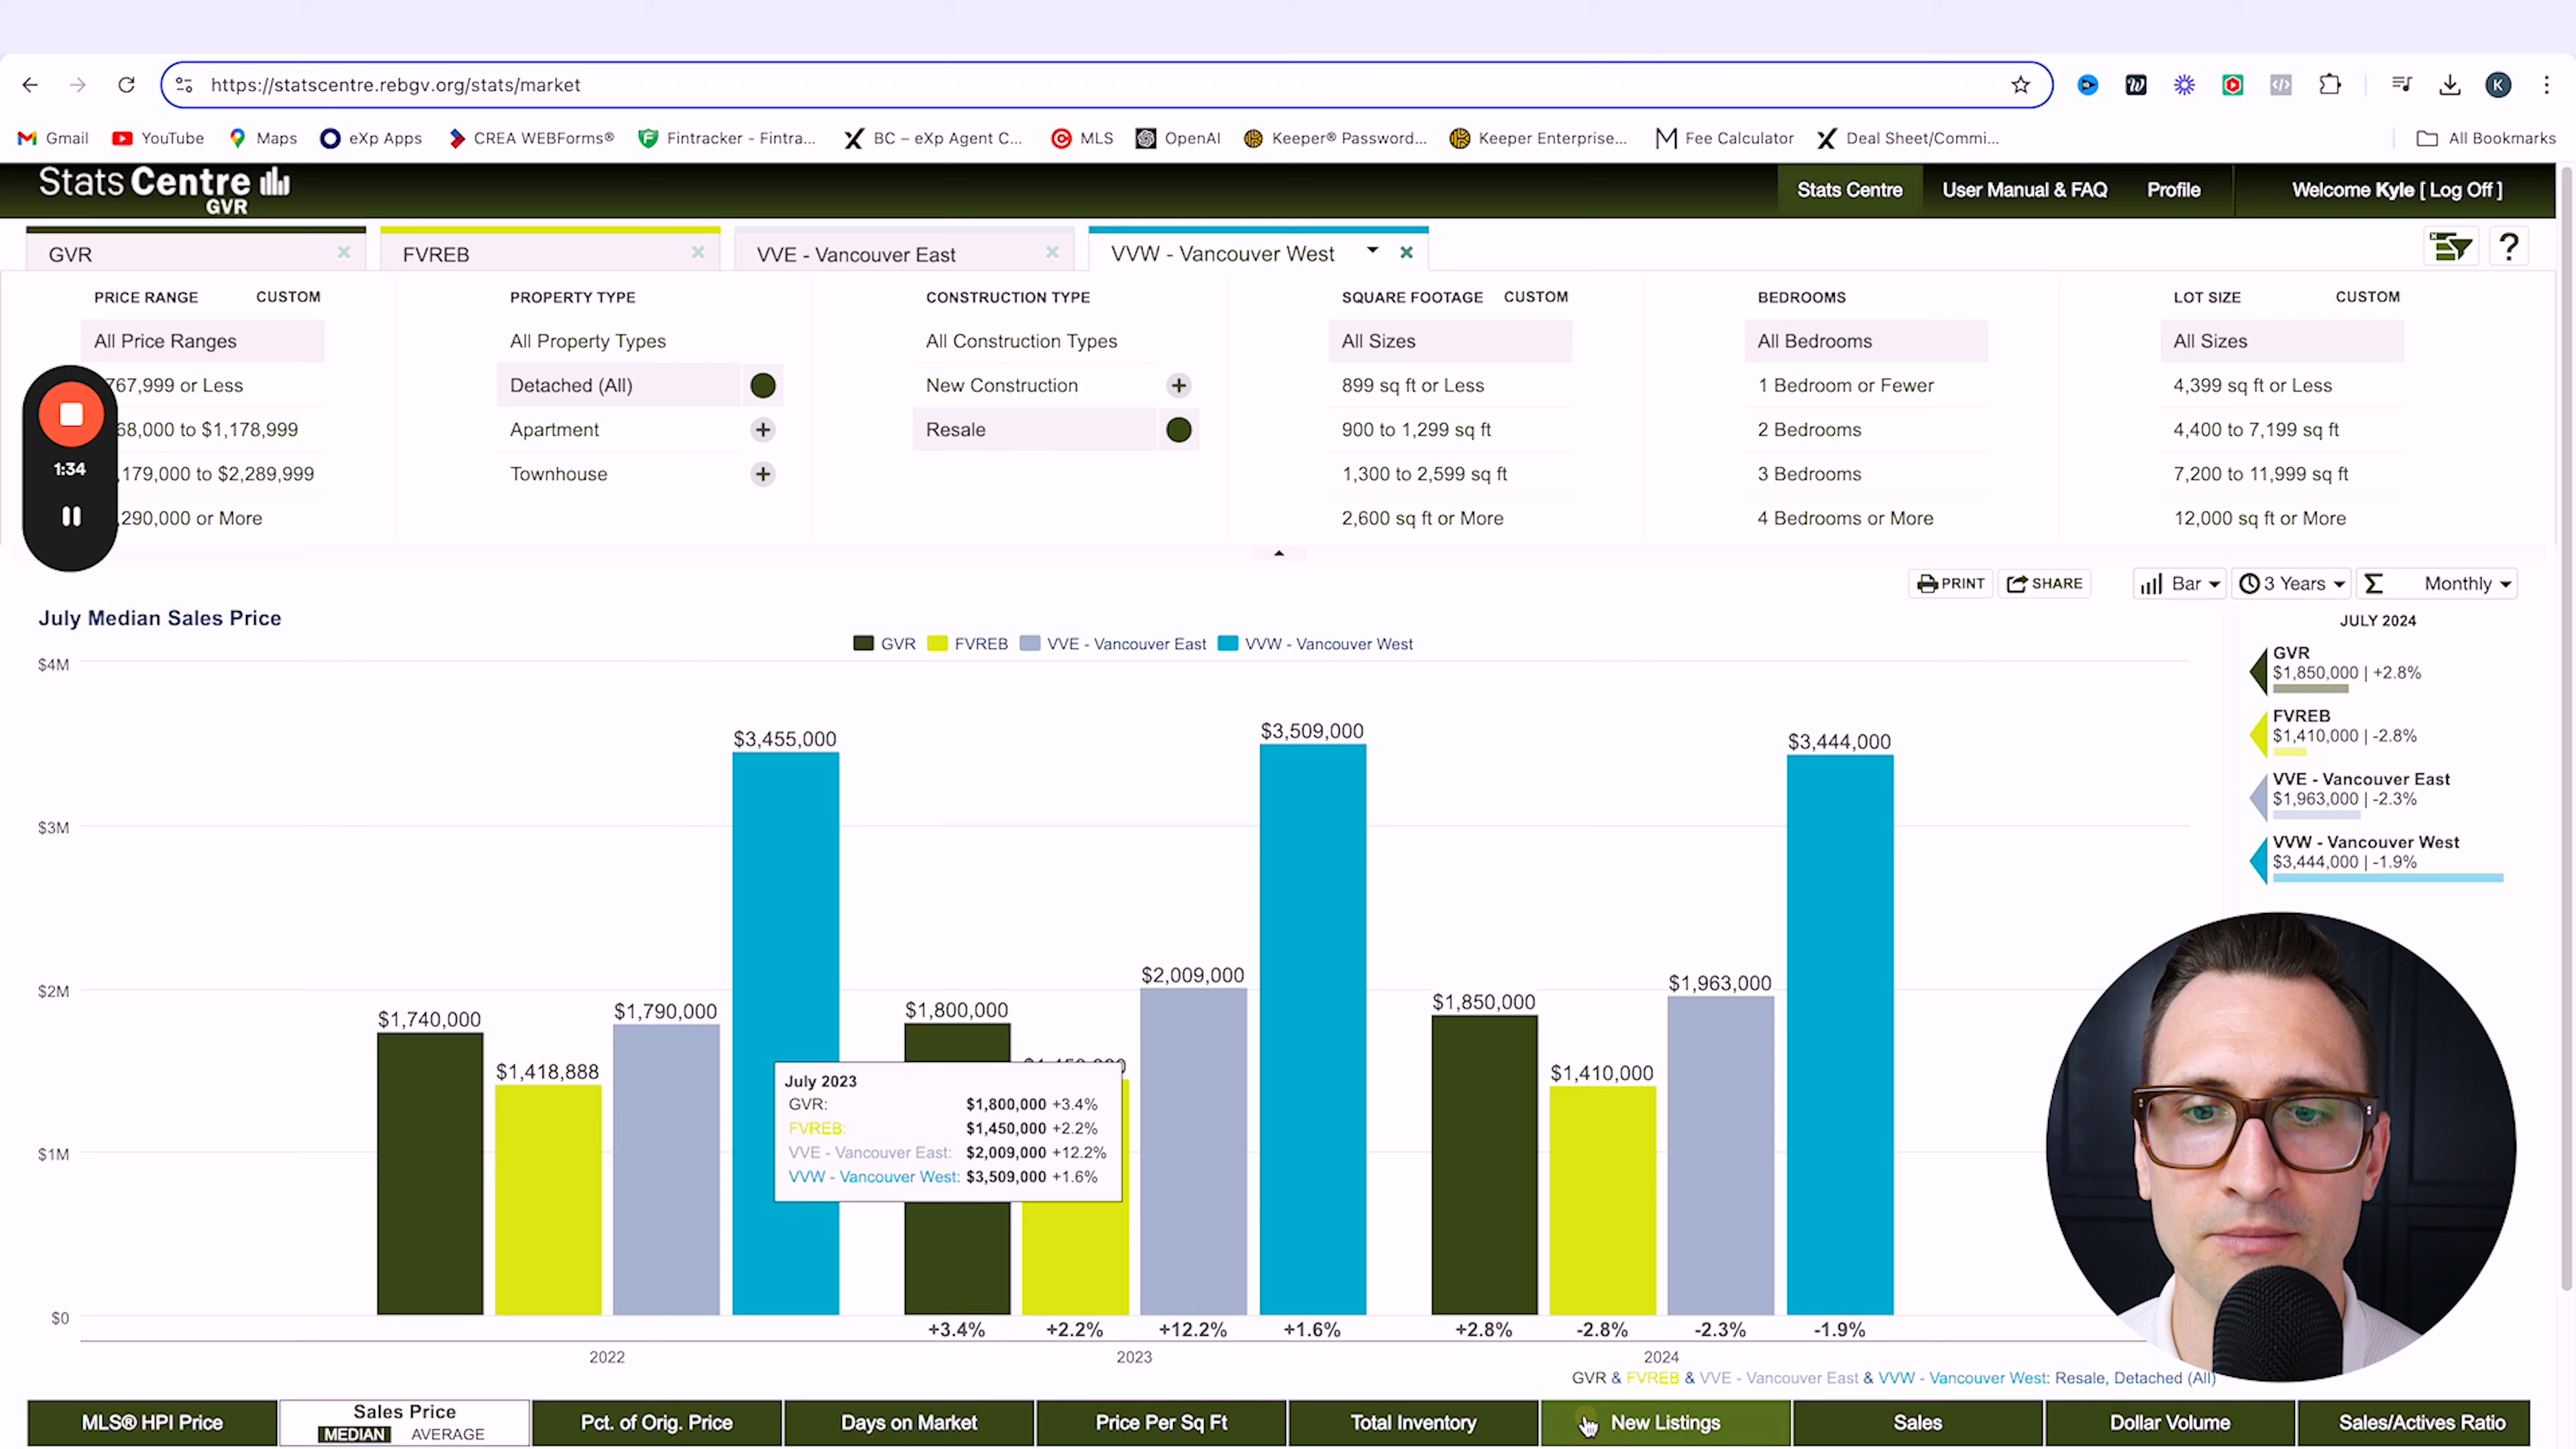 https://statscentre.rebgv.org/stats/market
Gmail YouTube Maps eXp Apps CREA WEBForms® Fintracker - Fintra... BC – eXp Agent C... MLS OpenAI Keeper® Password... Keeper Enterprise... Fee Calculator Deal Sheet/Commi... All Bookmarks
Stats Centre GVR
Stats Centre User Manual & FAQ Profile Welcome Kyle [ Log Off ]
GVR FVREB VVE - Vancouver East VVW - Vancouver West
PRICE RANGE CUSTOM PROPERTY TYPE CONSTRUCTION TYPE SQUARE FOOTAGE CUSTOM BEDROOMS LOT SIZE CUSTOM
All Price Ranges All Property Types All Construction Types All Sizes All Bedrooms All Sizes
767,999 or Less Detached (All) New Construction 899 sq ft or Less 1 Bedroom or Fewer 4,399 sq ft or Less
68,000 to $1,178,999 Apartment Resale 900 to 1,299 sq ft 2 Bedrooms 4,400 to 7,199 sq ft
1:34
,179,000 to $2,289,999 Townhouse 1,300 to 2,599 sq ft 3 Bedrooms 7,200 to 11,999 sq ft
,290,000 or More 2,600 sq ft or More 4 Bedrooms or More 12,000 sq ft or More
PRINT SHARE Bar 3 Years Σ Monthly
July Median Sales Price
GVR FVREB VVE - Vancouver East VVW - Vancouver West
JULY 2024
GVR
$1,850,000 | +2.8%
FVREB
$1,410,000 | -2.8%
VVE - Vancouver East
$1,963,000 | -2.3%
VVW - Vancouver West
$3,444,000 | -1.9%
$4M
$3M
$2M
$1M
$0
$1,740,000 $1,418,888 $1,790,000 $3,455,000
$1,800,000 $2,009,000 $3,509,000
$1,850,000 $1,410,000 $1,963,000 $3,444,000
July 2023
GVR: $1,800,000 +3.4%
FVREB: $1,450,000 +2.2%
VVE - Vancouver East: $2,009,000 +12.2%
VVW - Vancouver West: $3,509,000 +1.6%
+3.4% +2.2% +12.2% +1.6% +2.8% -2.8% -2.3% -1.9%
2022 2023 2024
GVR & FVREB & VVE - Vancouver East & VVW - Vancouver West: Resale, Detached (All)
MLS® HPI Price Sales Price MEDIAN AVERAGE Pct. of Orig. Price Days on Market Price Per Sq Ft Total Inventory New Listings Sales Dollar Volume Sales/Actives Ratio